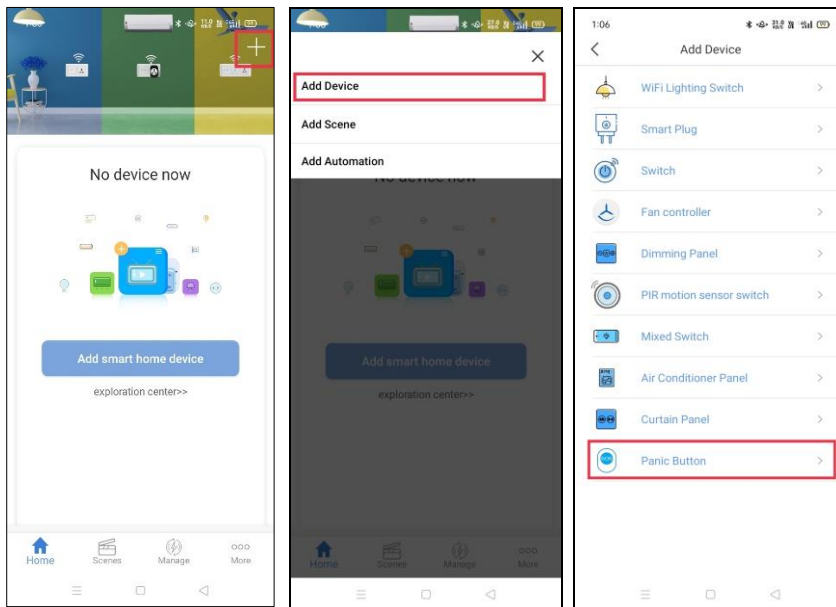 No device now
Add smart home device
exploration center>>
Home
Scenes
Manage
More
Add Device
Add Scene
Add Automation
No device now
Add smart home device
exploration center>>
Home
Scenes
Manage
More
1:06
Add Device
WiFi Lighting Switch
Smart Plug
Switch
Fan controller
Dimming Panel
PIR motion sensor switch
Mixed Switch
Air Conditioner Panel
Curtain Panel
Panic Button